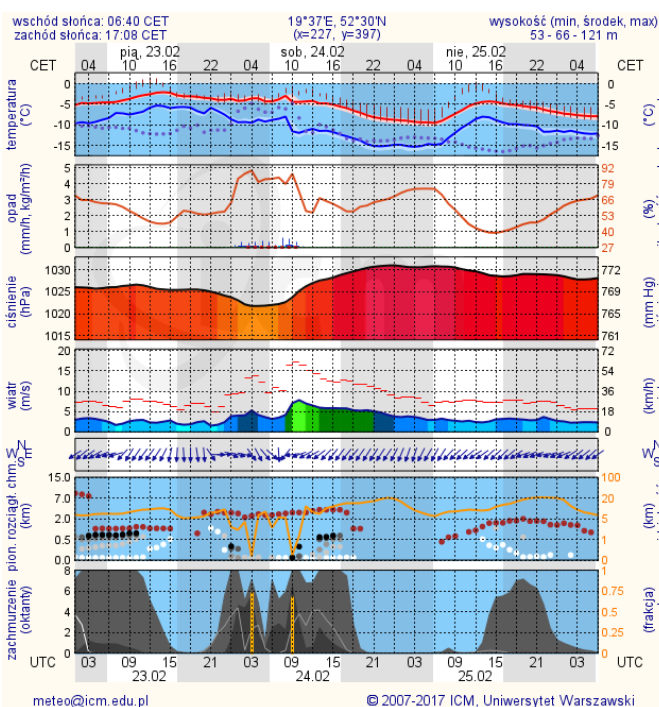 wschód słońca: 06:40 CET 19°37'E, 52°30'N wysokość (min, środek, max)
zachód słońca: 17:08 CET (x=227, y=397) 53 - 66 - 121 m
pią, 23.02 sob, 24.02 nie, 25.02
CET 04 10 16 22 04 10 16 22 04 10 16 22 04 CET
temperatura
(°C)
0 0
-5 -5
-10 -10
-15 -15
(°C)
opad
(mm/h, kg/m²/h)
5 92
4 79
3 66
2 53
1 40
0 27
(%)
ciśnienie
(hPa)
1030 772
1025 769
1020 765
1015 761
(mm Hg)
wiatr
(m/s)
20 72
15 54
10 36
5 18
0 0
(km/h)
N
W E
S
N
W
S
pion. rozciągł. chm.
(km)
15.0 100
7.0 20
2.0 5
0.5 1
0.0 0
(km)
zachmurzenie
(oktanty)
8 1
6 0.75
4 0.5
2 0.25
0 0
(frakcja)
UTC 03 09 15 21 03 09 15 21 03 09 15 21 03 UTC
23.02 24.02 25.02
meteo@icm.edu.pl © 2007-2017 ICM, Uniwersytet Warszawski